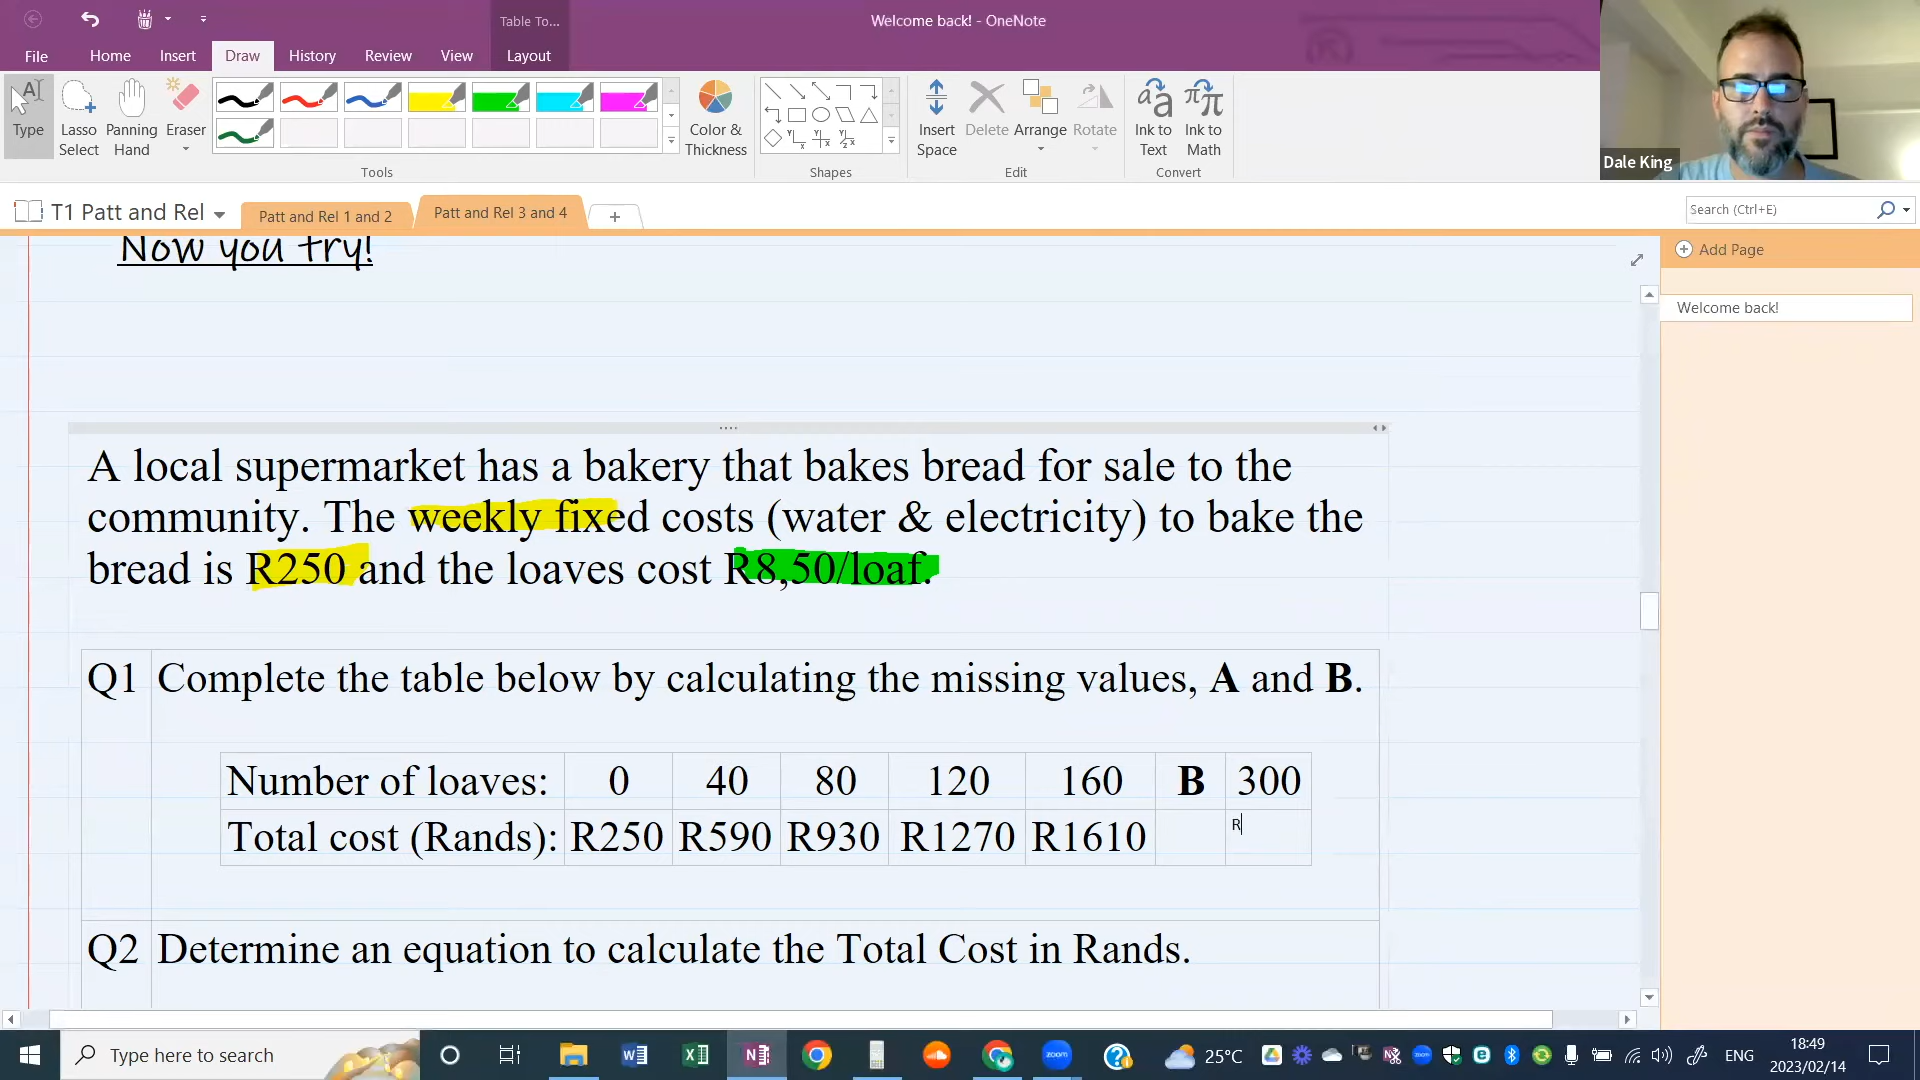 Table To...
Welcome back! - OneNote
File Home Insert Draw History Review View Layout
Type
Lasso Select
Panning Hand
Eraser
Color & Thickness
Insert Space
Delete
Arrange
Rotate
Ink to Text
Ink to Math
Tools Shapes Edit Convert
Dale King
T1 Patt and Rel
Patt and Rel 1 and 2
Patt and Rel 3 and 4
Search (Ctrl+E)
Add Page
Welcome back!
Now you try!
A local supermarket has a bakery that bakes bread for sale to the
community. The weekly fixed costs (water & electricity) to bake the
bread is R250 and the loaves cost R8,50/loaf.
Q1 Complete the table below by calculating the missing values, A and B.
Number of loaves: 0 40 80 120 160 B 300
Total cost (Rands): R250 R590 R930 R1270 R1610 R
Q2 Determine an equation to calculate the Total Cost in Rands.
Type here to search
25°C
ENG
18:49
2023/02/14